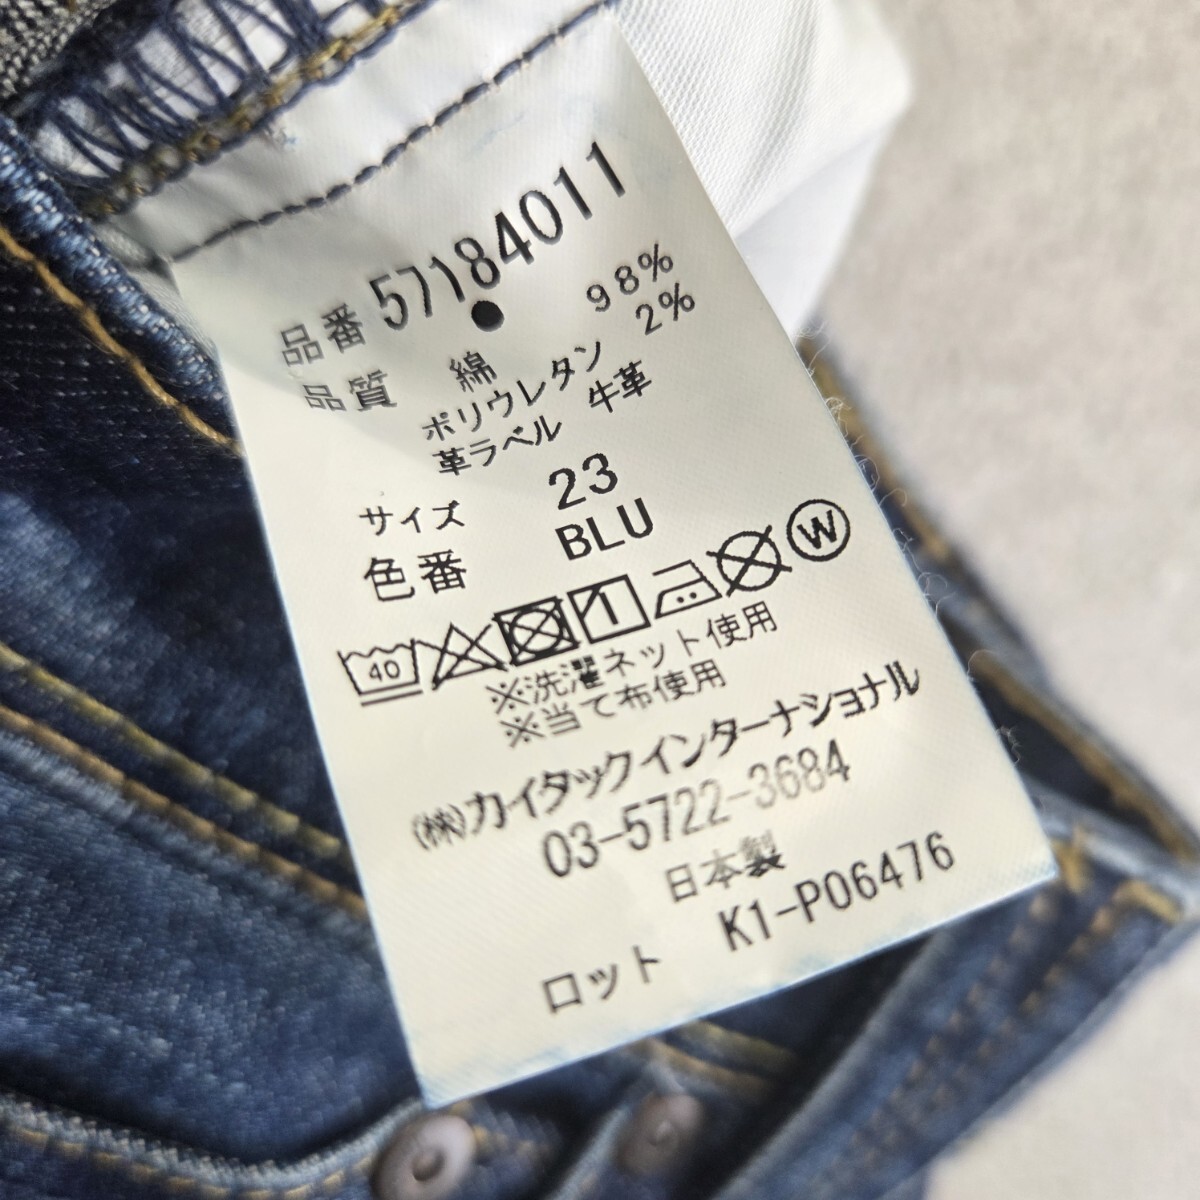 品番 57184011
品質 綿 98%
ポリウレタン 2%
革ラベル 牛革
サイズ 23
色番 BLU
40 W
※洗濯ネット使用
※当て布使用
(株)カイタックインターナショナル
03-5722-3684
日本製
ロット K1-P06476